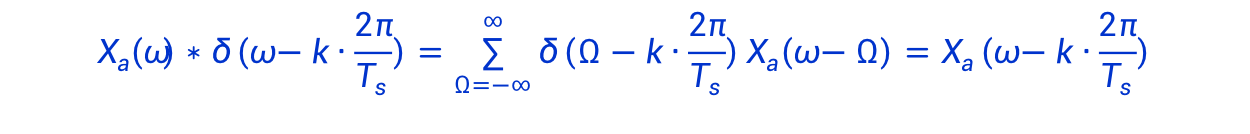 Xₐ(ω) * δ(ω − k · 2π/Tₛ) = ∑_{Ω=−∞}^{∞} δ(Ω − k · 2π/Tₛ) Xₐ(ω − Ω) = Xₐ(ω − k · 2π/Tₛ)